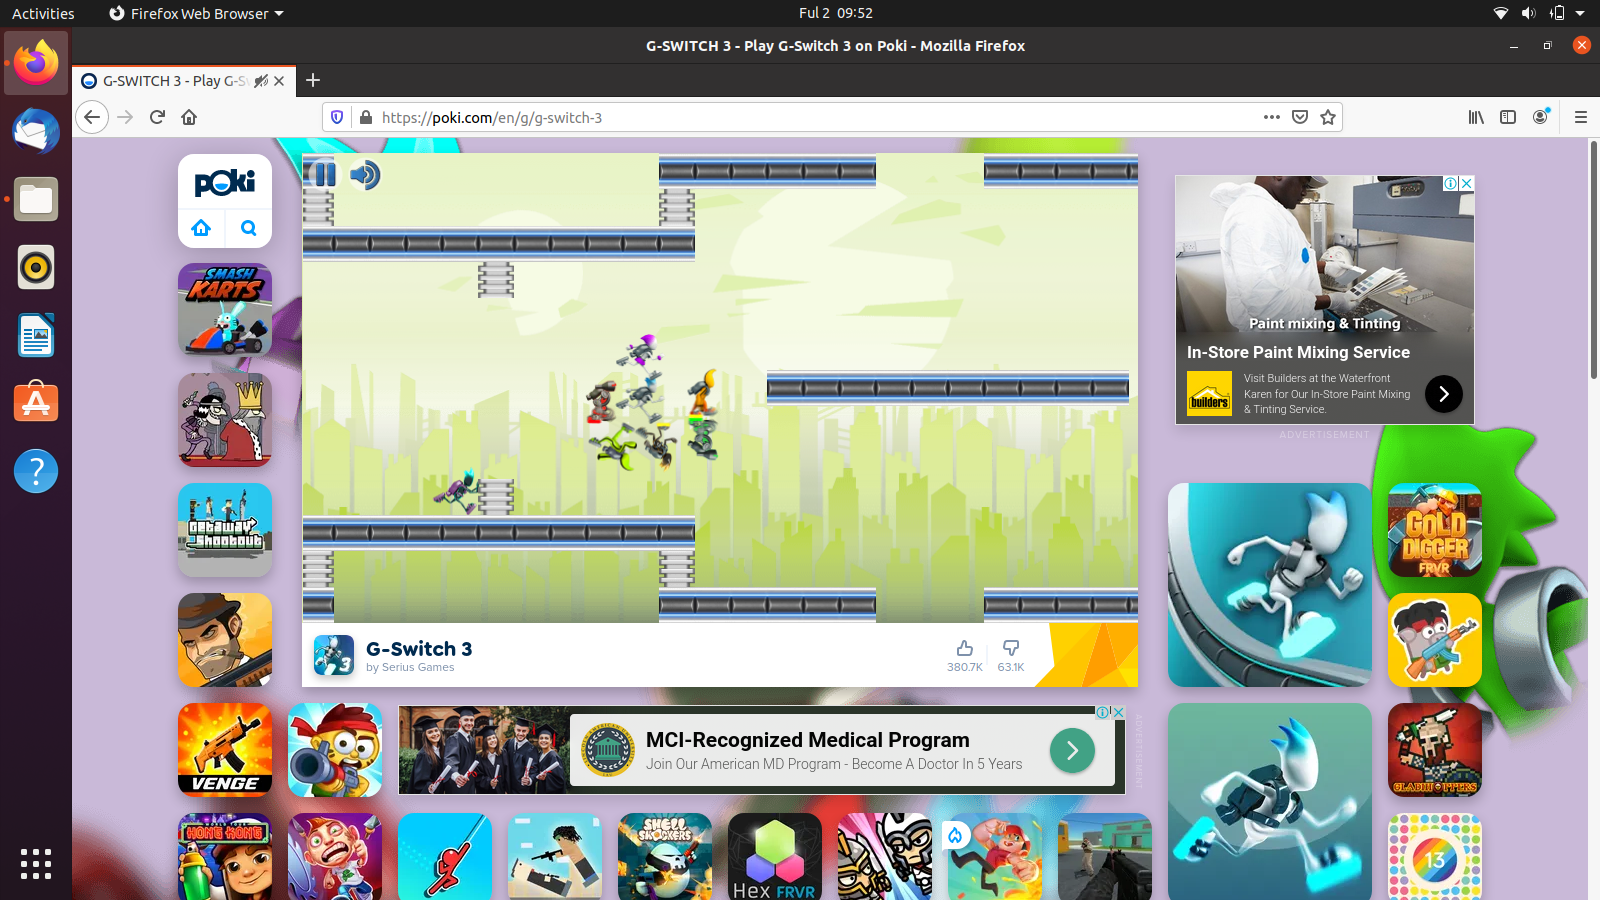 Activities
Firefox Web Browser
Ful 2 09:52
G-SWITCH 3 - Play G-Switch 3 on Poki - Mozilla Firefox
G-SWITCH 3 - Play G-S
https://poki.com/en/g/g-switch-3
poki
SMASH
KARTS
GETAWAY
SHOOTOUT
Paint mixing & Tinting
In-Store Paint Mixing Service
builders
Visit Builders at the Waterfront
Karen for Our In-Store Paint Mixing
& Tinting Service.
ADVERTISEMENT
GOLD
DIGGER
FRVR
3
G-Switch 3
by Serius Games
380.7K
63.1K
VENGE
MCI-Recognized Medical Program
Join Our American MD Program - Become A Doctor In 5 Years
ADVERTISEMENT
GLADIHOPPERS
HONG KONG
SHELL
SHOCKERS
Hex FRVR
13